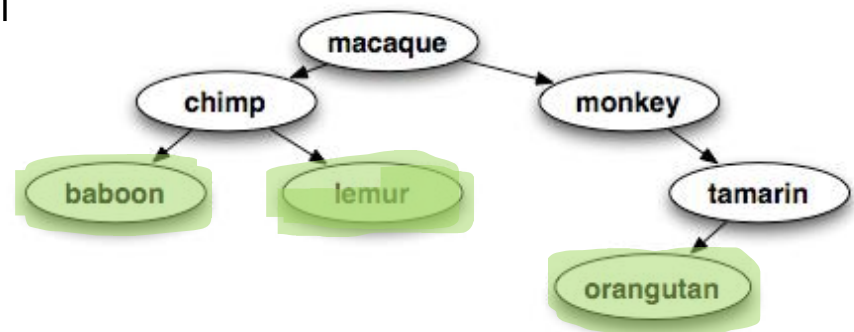 macaque
chimp monkey
baboon lemur tamarin
orangutan